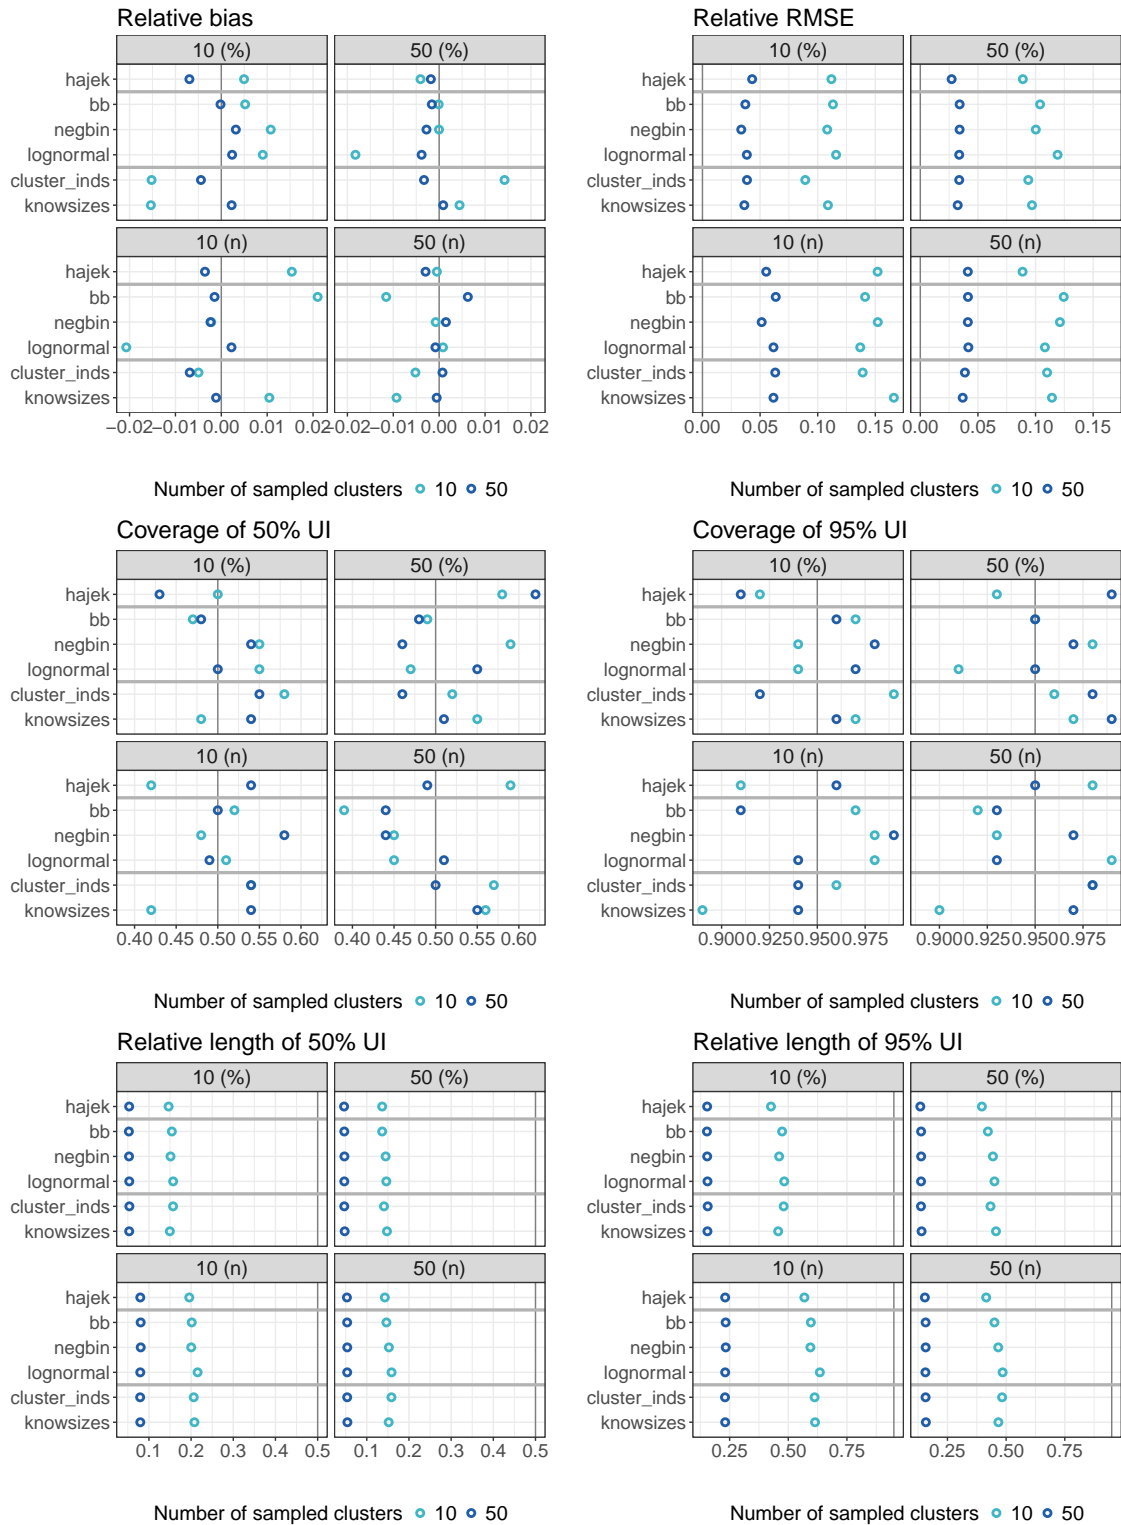 Relative bias
10 (%) 50 (%)
hajek
bb
negbin
lognormal
cluster_inds
knowsizes
10 (n) 50 (n)
hajek
bb
negbin
lognormal
cluster_inds
knowsizes
−0.02 −0.01 0.00 0.01 0.02 −0.02 −0.01 0.00 0.01 0.02
Number of sampled clusters 10 50
Relative RMSE
10 (%) 50 (%)
hajek
bb
negbin
lognormal
cluster_inds
knowsizes
10 (n) 50 (n)
hajek
bb
negbin
lognormal
cluster_inds
knowsizes
0.00 0.05 0.10 0.15 0.00 0.05 0.10 0.15
Number of sampled clusters 10 50
Coverage of 50% UI
10 (%) 50 (%)
hajek
bb
negbin
lognormal
cluster_inds
knowsizes
10 (n) 50 (n)
hajek
bb
negbin
lognormal
cluster_inds
knowsizes
0.40 0.45 0.50 0.55 0.60 0.40 0.45 0.50 0.55 0.60
Number of sampled clusters 10 50
Coverage of 95% UI
10 (%) 50 (%)
hajek
bb
negbin
lognormal
cluster_inds
knowsizes
10 (n) 50 (n)
hajek
bb
negbin
lognormal
cluster_inds
knowsizes
0.900 0.925 0.950 0.975 0.900 0.925 0.950 0.975
Number of sampled clusters 10 50
Relative length of 50% UI
10 (%) 50 (%)
hajek
bb
negbin
lognormal
cluster_inds
knowsizes
10 (n) 50 (n)
hajek
bb
negbin
lognormal
cluster_inds
knowsizes
0.1 0.2 0.3 0.4 0.5 0.1 0.2 0.3 0.4 0.5
Number of sampled clusters 10 50
Relative length of 95% UI
10 (%) 50 (%)
hajek
bb
negbin
lognormal
cluster_inds
knowsizes
10 (n) 50 (n)
hajek
bb
negbin
lognormal
cluster_inds
knowsizes
0.25 0.50 0.75 0.25 0.50 0.75
Number of sampled clusters 10 50